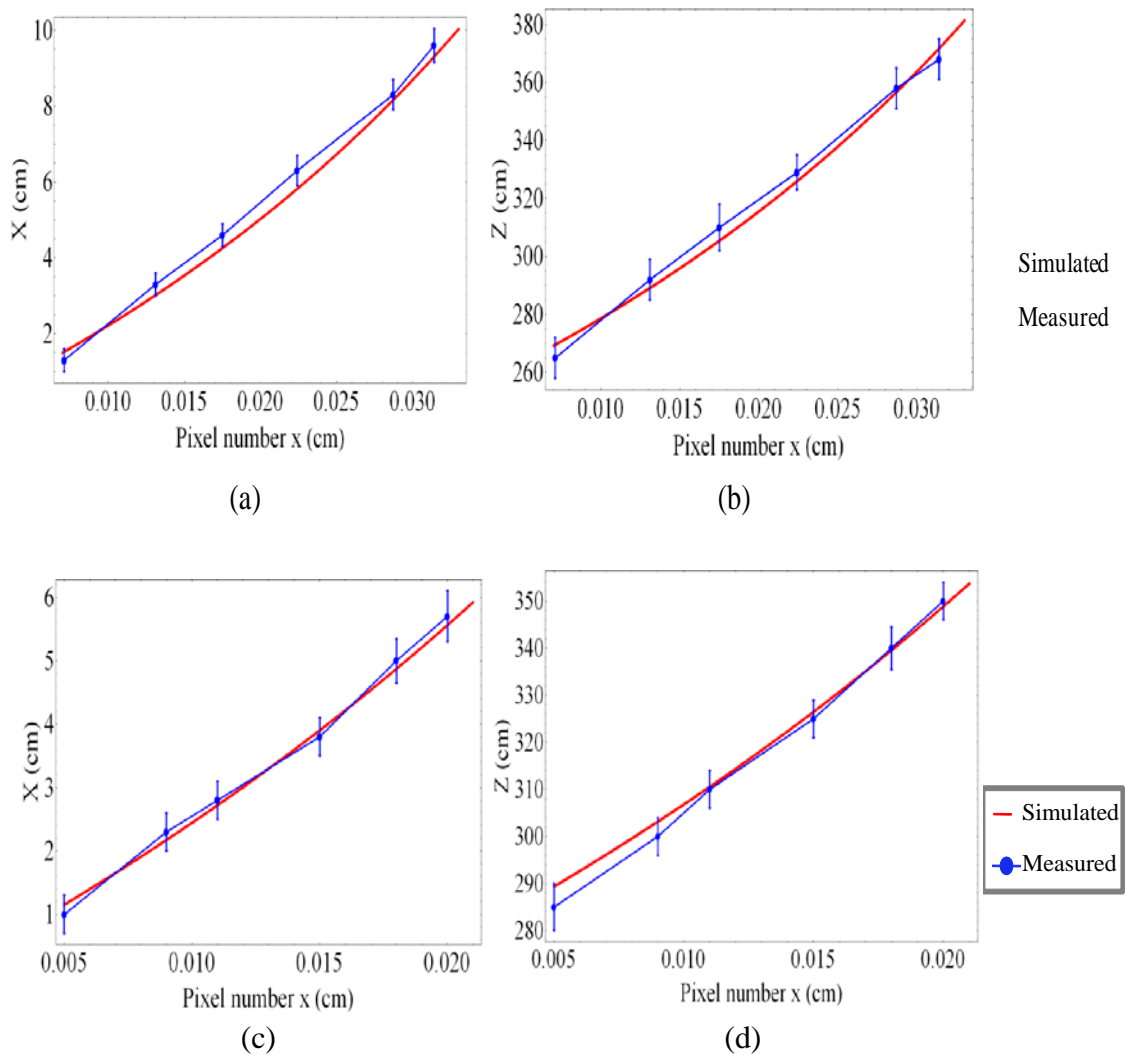 10
8
6
4
2
X (cm)
0.010 0.015 0.020 0.025 0.030
Pixel number x (cm)
(a)
380
360
340
320
300
280
260
Z (cm)
0.010 0.015 0.020 0.025 0.030
Pixel number x (cm)
(b)
Simulated
Measured
6
5
4
3
2
1
X (cm)
0.005 0.010 0.015 0.020
Pixel number x (cm)
(c)
350
340
330
320
310
300
290
280
Z (cm)
0.005 0.010 0.015 0.020
Pixel number x (cm)
(d)
Simulated
Measured